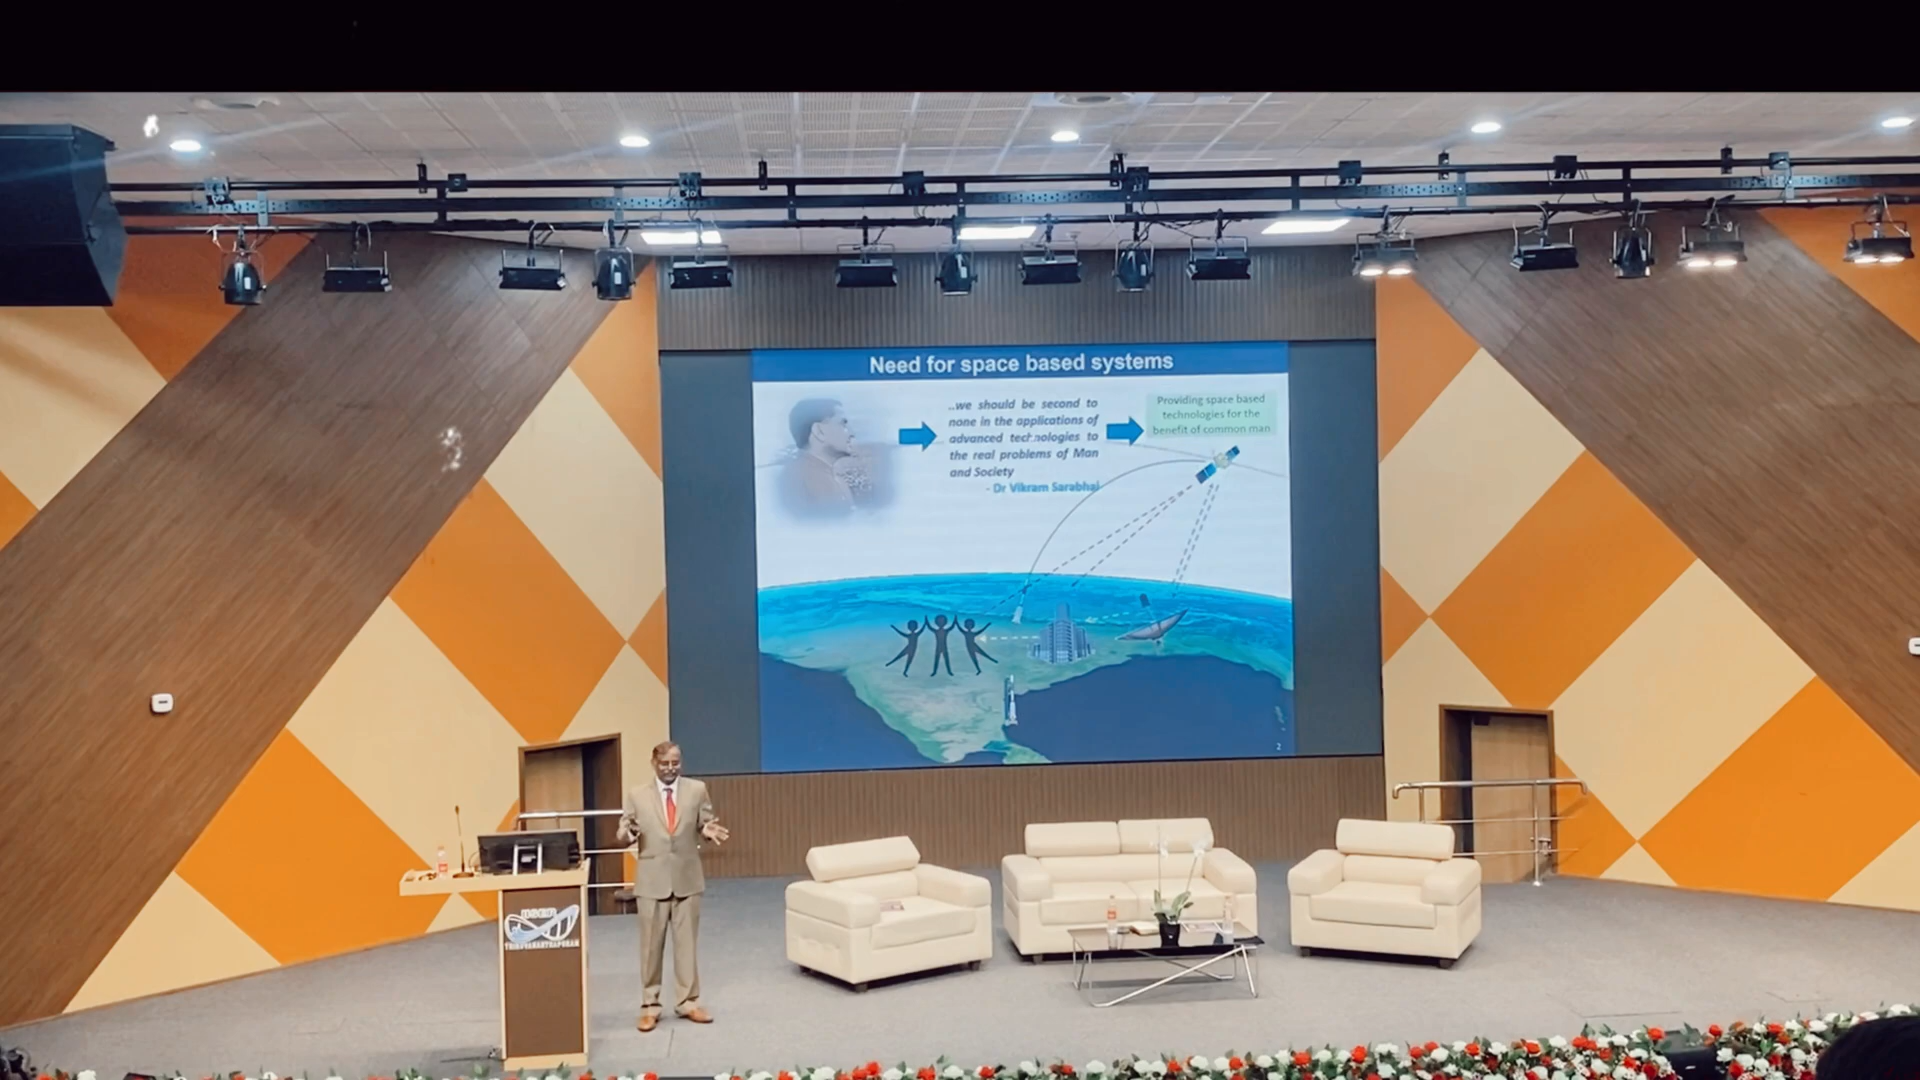 Need for space based systems
..we should be second to
none in the applications of
advanced technologies to
the real problems of Man
and Society
- Dr Vikram Sarabhai
Providing space based
technologies for the
benefit of common man
2
IISER
THIRUVANANTHAPURAM